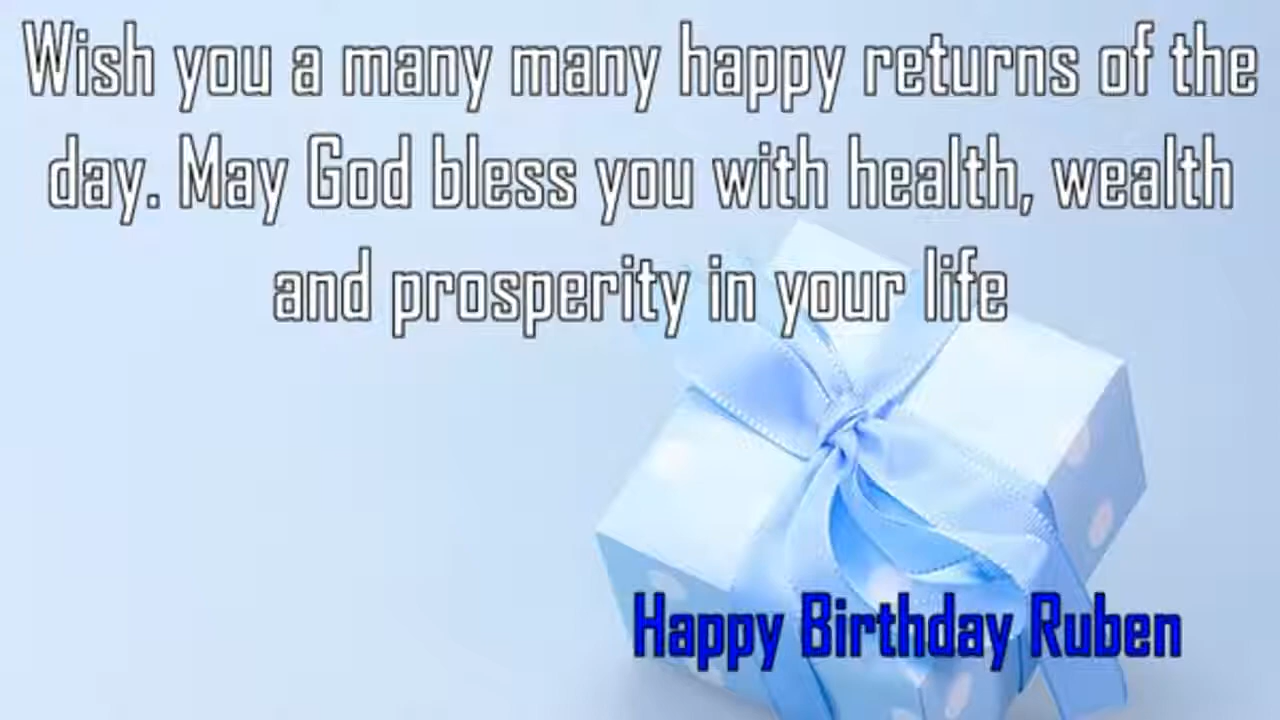 Wish you a many many happy returns of the
day. May God bless you with health, wealth
and prosperity in your life
Happy Birthday Ruben